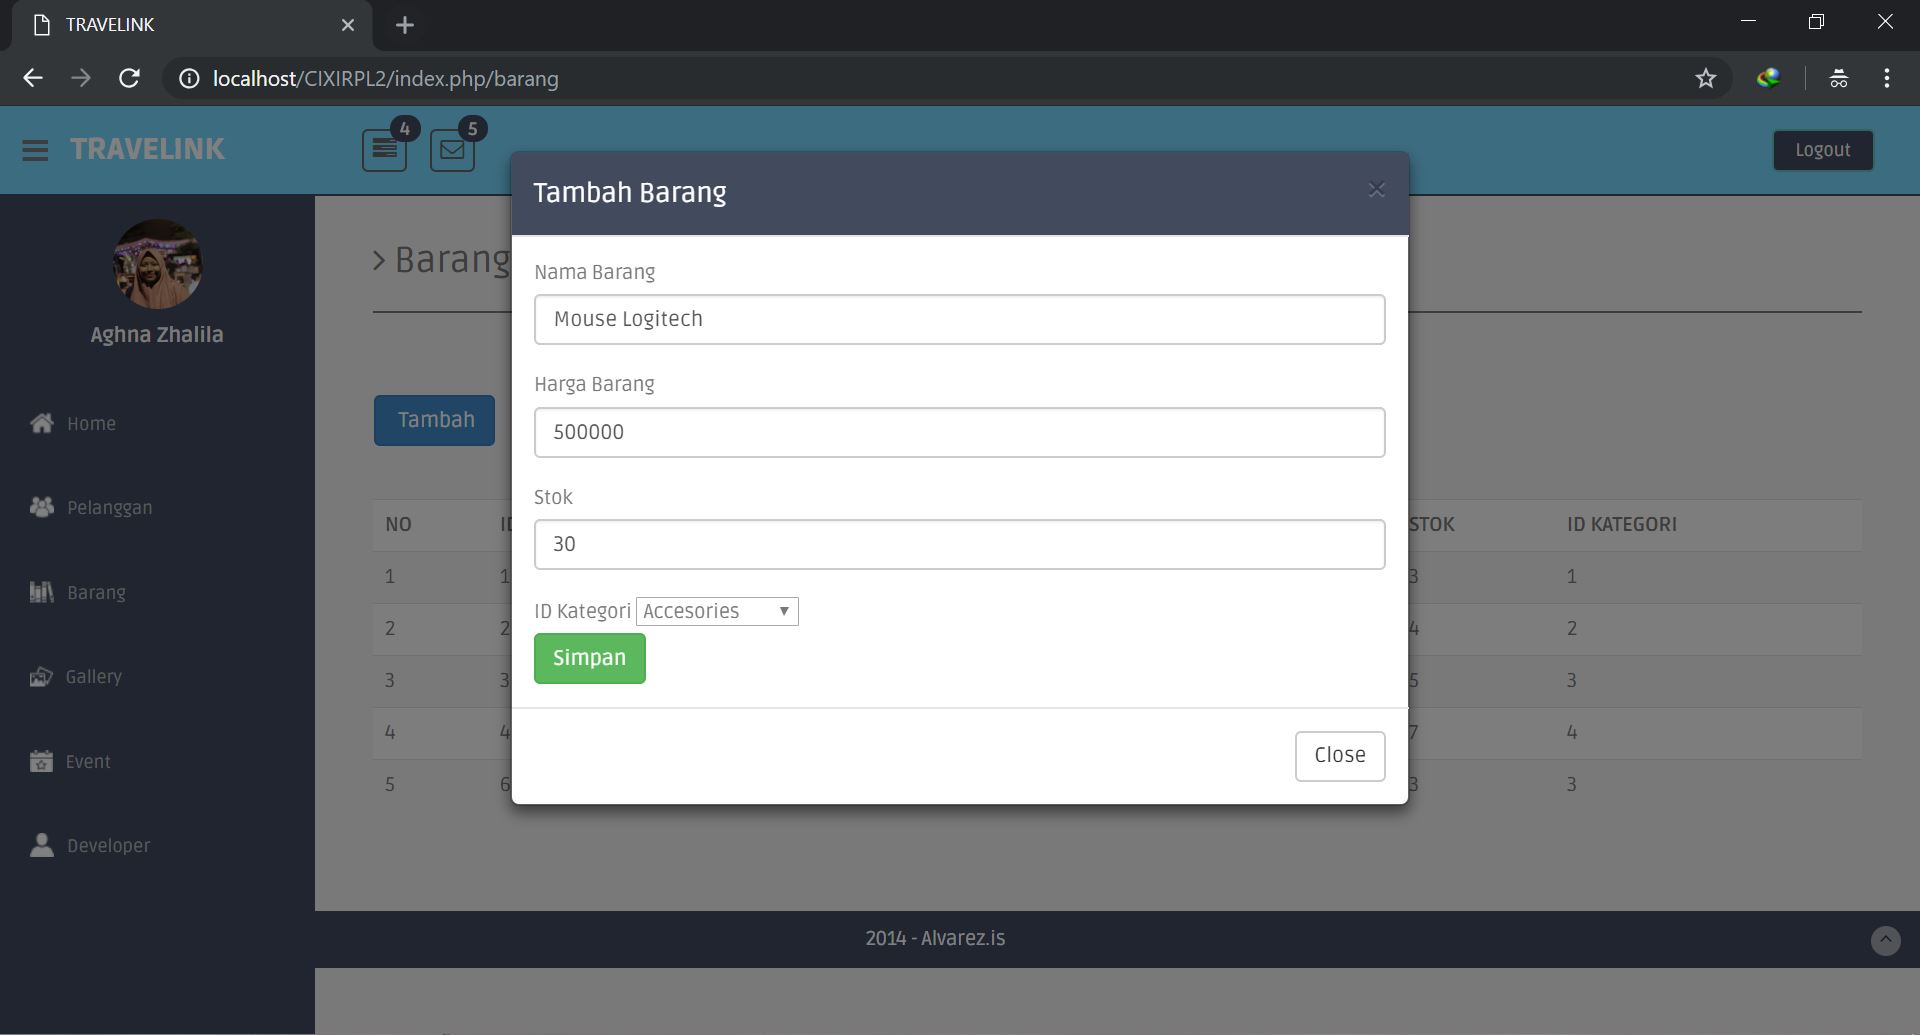 TRAVELINK
localhost/CIXIRPL2/index.php/barang
TRAVELINK
4
5
Logout
Tambah Barang
Aghna Zhalila
Home
Pelanggan
Barang
Gallery
Event
Developer
Barang
Tambah
Nama Barang
Mouse Logitech
Harga Barang
500000
Stok
30
ID Kategori Accesories
Simpan
Close
NO ID STOK ID KATEGORI
1 1 3 1
2 2 4 2
3 3 5 3
4 4 7 4
5 6 3 3
2014 - Alvarez.is